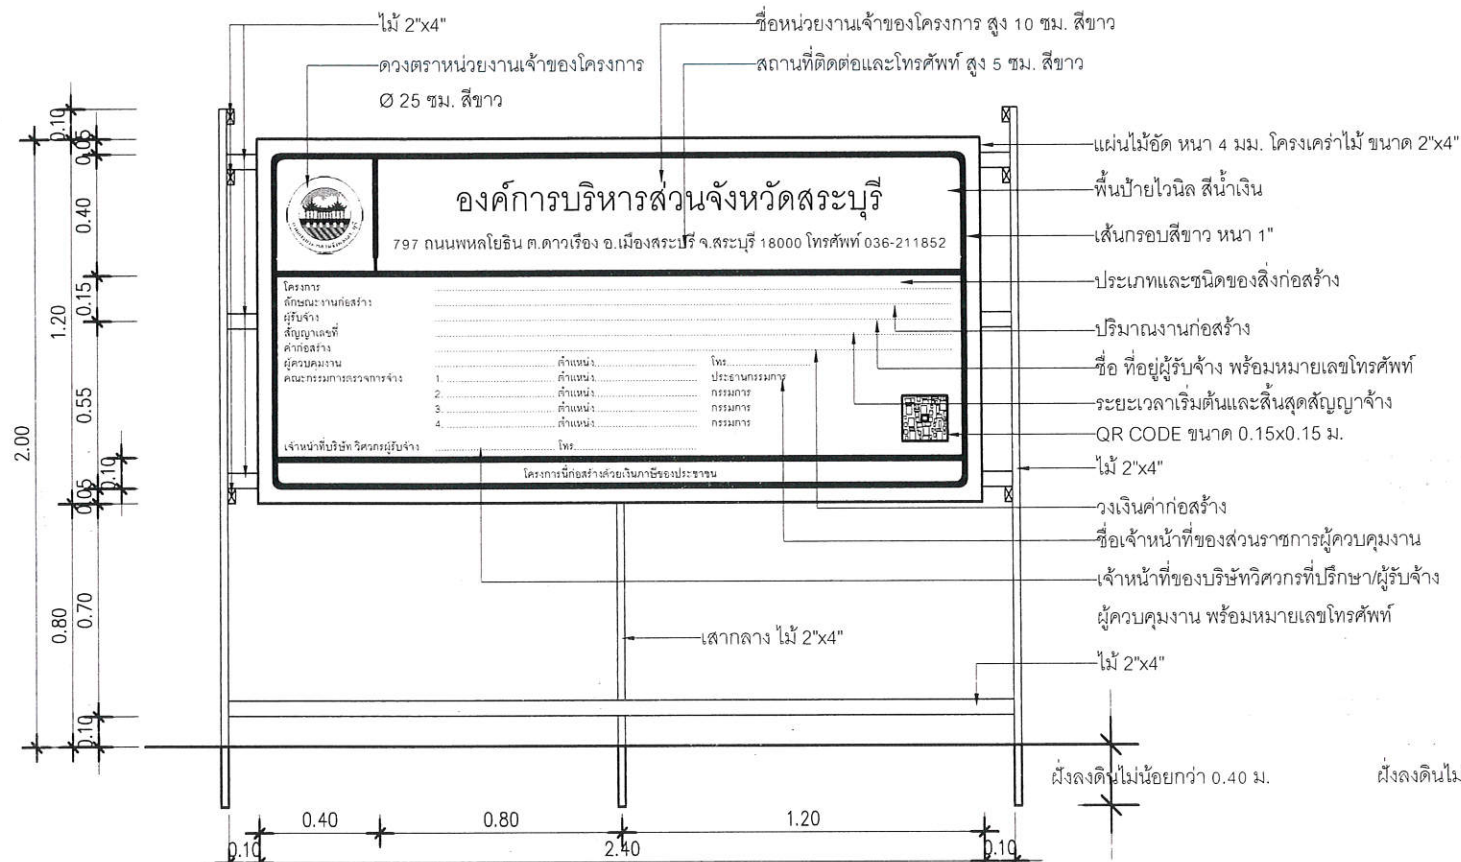 ไม้ 2"x4"
ชื่อหน่วยงานเจ้าของโครงการ สูง 10 ซม. สีขาว
ดวงตราหน่วยงานเจ้าของโครงการ
Ø 25 ซม. สีขาว
สถานที่ติดต่อและโทรศัพท์ สูง 5 ซม. สีขาว
แผ่นไม้อัด หนา 4 มม. โครงเคร่าไม้ ขนาด 2"x4"
พื้นป้ายไวนิล สีน้ำเงิน
เส้นกรอบสีขาว หนา 1"
ประเภทและชนิดของสิ่งก่อสร้าง
ปริมาณงานก่อสร้าง
ชื่อ ที่อยู่ผู้รับจ้าง พร้อมหมายเลขโทรศัพท์
ระยะเวลาเริ่มต้นและสิ้นสุดสัญญาจ้าง
QR CODE ขนาด 0.15x0.15 ม.
ไม้ 2"x4"
วงเงินค่าก่อสร้าง
ชื่อเจ้าหน้าที่ของส่วนราชการผู้ควบคุมงาน
เจ้าหน้าที่ของบริษัทวิศวกรที่ปรึกษา/ผู้รับจ้าง
ผู้ควบคุมงาน พร้อมหมายเลขโทรศัพท์
ไม้ 2"x4"
องค์การบริหารส่วนจังหวัดสระบุรี
797 ถนนพหลโยธิน ต.ดาวเรือง อ.เมืองสระบุรี จ.สระบุรี 18000 โทรศัพท์ 036-211852
โครงการ
ลักษณะงานก่อสร้าง
ผู้รับจ้าง
สัญญาเลขที่
ค่าก่อสร้าง
ผู้ควบคุมงาน ตำแหน่ง โทร.
คณะกรรมการตรวจการจ้าง 1. ตำแหน่ง ประธานกรรมการ
2. ตำแหน่ง กรรมการ
3. ตำแหน่ง กรรมการ
4. ตำแหน่ง กรรมการ
เจ้าหน้าที่บริษัท วิศวกรผู้รับจ้าง โทร.
โครงการนี้ก่อสร้างด้วยเงินภาษีของประชาชน
เสากลาง ไม้ 2"x4"
ฝั่งลงดินไม่น้อยกว่า 0.40 ม.
ฝั่งลงดินไม
0.10
0.05
0.40
0.15
1.20
0.55
2.00
0.10
0.05
0.80
0.70
0.10
0.40 0.80 1.20
0.10 2.40 0.10